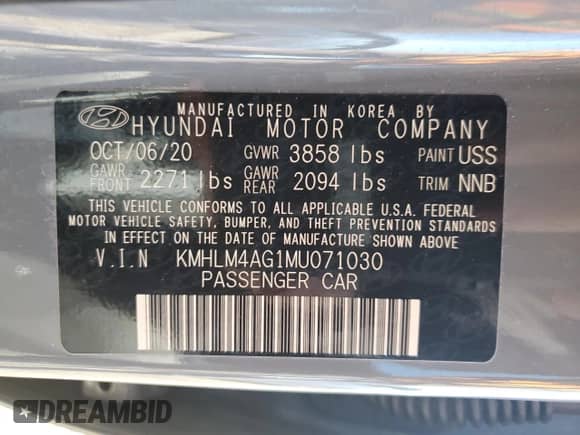 MANUFACTURED IN KOREA BY
HYUNDAI MOTOR COMPANY
OCT/06/20 GVWR 3858 lbs PAINT USS
GAWR FRONT 2271 lbs GAWR REAR 2094 lbs TRIM NNB
THIS VEHICLE CONFORMS TO ALL APPLICABLE U.S.A. FEDERAL
MOTOR VEHICLE SAFETY, BUMPER, AND THEFT PREVENTION STANDARDS
IN EFFECT ON THE DATE OF MANUFACTURE SHOWN ABOVE
V.I.N KMHLM4AG1MU071030
PASSENGER CAR
DREAMBID